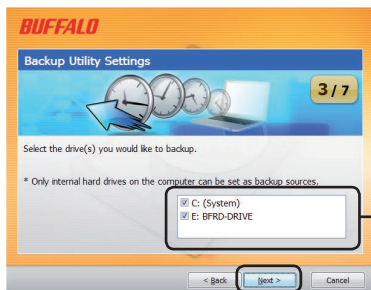 BUFFALO
Backup Utility Settings
3 / 7
Select the drive(s) you would like to backup.
* Only internal hard drives on the computer can be set as backup sources.
C: (System)
E: BFRD-DRIVE
< Back
Next >
Cancel